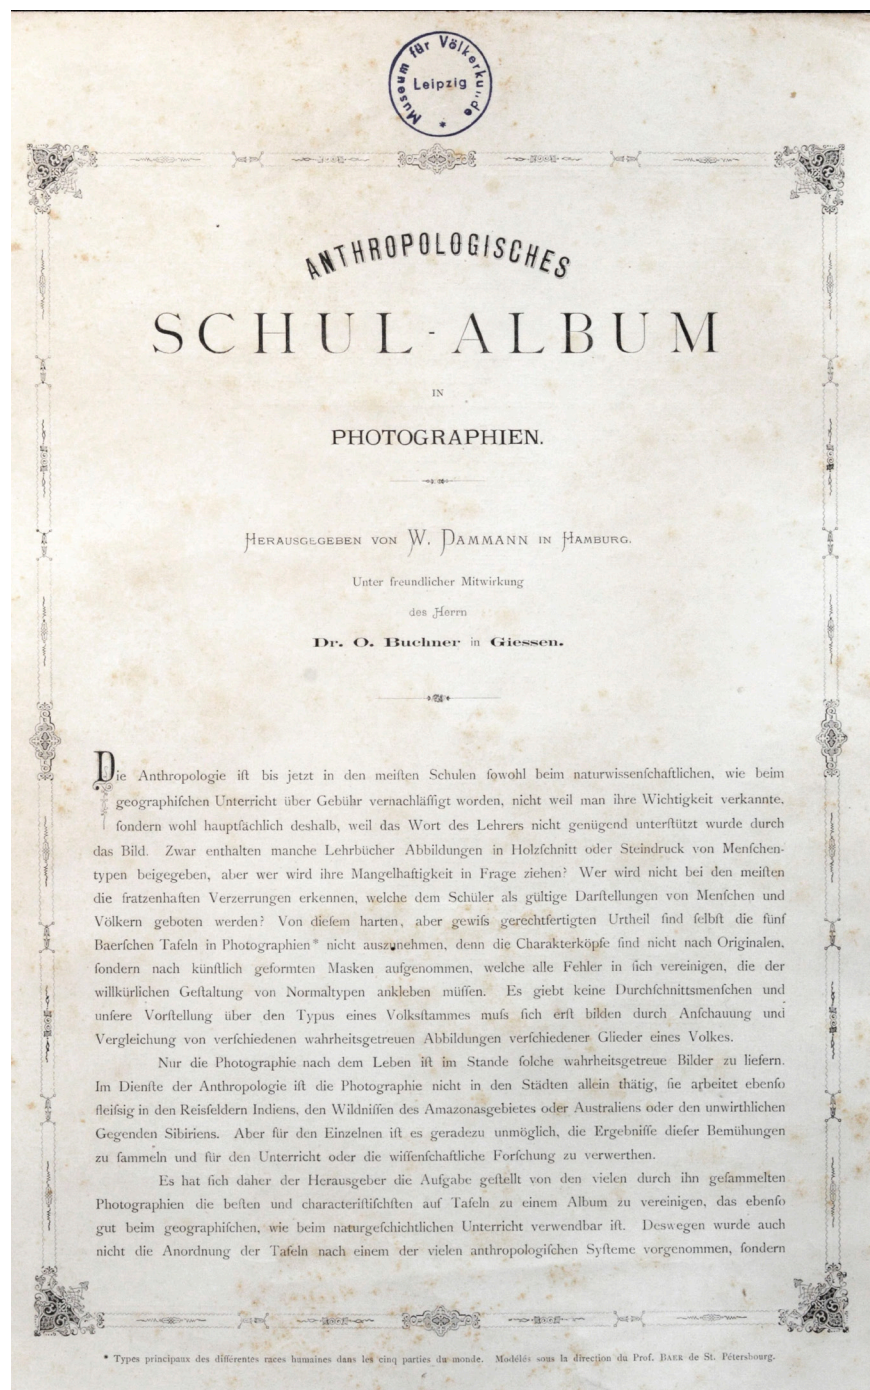 Museum für Völkerkunde
Leipzig
*
ANTHROPOLOGISCHES
SCHUL-ALBUM
IN
PHOTOGRAPHIEN.
HERAUSGEGEBEN VON W. DAMMANN IN HAMBURG.
Unter freundlicher Mitwirkung
des Herrn
Dr. O. Buchner in Giessen.
Die Anthropologie iſt bis jetzt in den meiſten Schulen ſowohl beim naturwiſſenſchaftlichen, wie beim
geographiſchen Unterricht über Gebühr vernachläſſigt worden, nicht weil man ihre Wichtigkeit verkannte,
ſondern wohl hauptſächlich deshalb, weil das Wort des Lehrers nicht genügend unterſtützt wurde durch
das Bild. Zwar enthalten manche Lehrbücher Abbildungen in Holzſchnitt oder Steindruck von Menſchen-
typen beigegeben, aber wer wird ihre Mangelhaftigkeit in Frage ziehen? Wer wird nicht bei den meiſten
die fratzenhaften Verzerrungen erkennen, welche dem Schüler als gültige Darſtellungen von Menſchen und
Völkern geboten werden? Von dieſem harten, aber gewiſs gerechtfertigten Urtheil ſind ſelbſt die fünf
Baerſchen Tafeln in Photographien* nicht auszunehmen, denn die Charakterköpfe ſind nicht nach Originalen,
ſondern nach künſtlich geformten Masken aufgenommen, welche alle Fehler in ſich vereinigen, die der
willkürlichen Geſtaltung von Normaltypen ankleben müſſen. Es giebt keine Durchſchnittsmenſchen und
unſere Vorſtellung über den Typus eines Volksſtammes muſs ſich erſt bilden durch Anſchauung und
Vergleichung von verſchiedenen wahrheitsgetreuen Abbildungen verſchiedener Glieder eines Volkes.
Nur die Photographie nach dem Leben iſt im Stande ſolche wahrheitsgetreue Bilder zu liefern.
Im Dienſte der Anthropologie iſt die Photographie nicht in den Städten allein thätig, ſie arbeitet ebenſo
fleiſsig in den Reisfeldern Indiens, den Wildniſſen des Amazonasgebietes oder Auſtraliens oder den unwirthlichen
Gegenden Sibiriens. Aber für den Einzelnen iſt es geradezu unmöglich, die Ergebniſſe dieſer Bemühungen
zu ſammeln und für den Unterricht oder die wiſſenſchaftliche Forſchung zu verwerthen.
Es hat ſich daher der Herausgeber die Aufgabe geſtellt von den vielen durch ihn geſammelten
Photographien die beſten und characteriſtiſchſten auf Tafeln zu einem Album zu vereinigen, das ebenſo
gut beim geographiſchen, wie beim naturgeſchichtlichen Unterricht verwendbar iſt. Deswegen wurde auch
nicht die Anordnung der Tafeln nach einem der vielen anthropologiſchen Syſteme vorgenommen, ſondern
* Types principaux des différentes races humaines dans les cinq parties du monde. Modélés sous la direction du Prof. BAER de St. Pétersbourg.